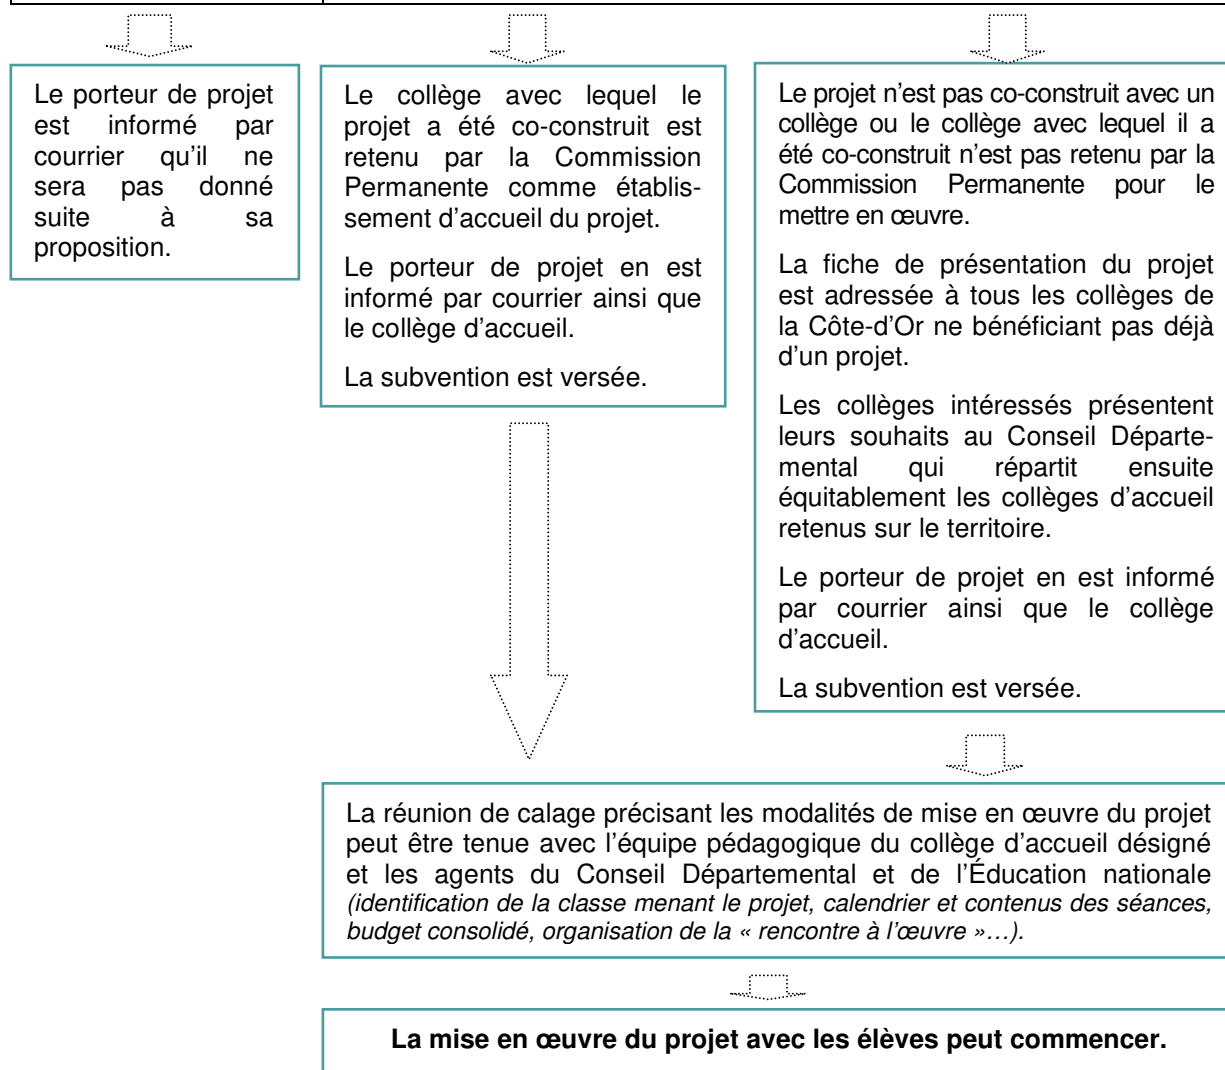 Le porteur de projet
est informé par
courrier qu'il ne
sera pas donné
suite à sa
proposition.
Le collège avec lequel le
projet a été co-construit est
retenu par la Commission
Permanente comme établis-
sement d'accueil du projet.
Le porteur de projet en est
informé par courrier ainsi que
le collège d'accueil.
La subvention est versée.
Le projet n'est pas co-construit avec un
collège ou le collège avec lequel il a
été co-construit n'est pas retenu par la
Commission Permanente pour le
mettre en œuvre.
La fiche de présentation du projet
est adressée à tous les collèges de
la Côte-d'Or ne bénéficiant pas déjà
d'un projet.
Les collèges intéressés présentent
leurs souhaits au Conseil Départe-
mental qui répartit ensuite
équitablement les collèges d'accueil
retenus sur le territoire.
Le porteur de projet en est informé
par courrier ainsi que le collège
d'accueil.
La subvention est versée.
La réunion de calage précisant les modalités de mise en œuvre du projet
peut être tenue avec l'équipe pédagogique du collège d'accueil désigné
et les agents du Conseil Départemental et de l'Éducation nationale
(identification de la classe menant le projet, calendrier et contenus des séances,
budget consolidé, organisation de la « rencontre à l'œuvre »…).
La mise en œuvre du projet avec les élèves peut commencer.